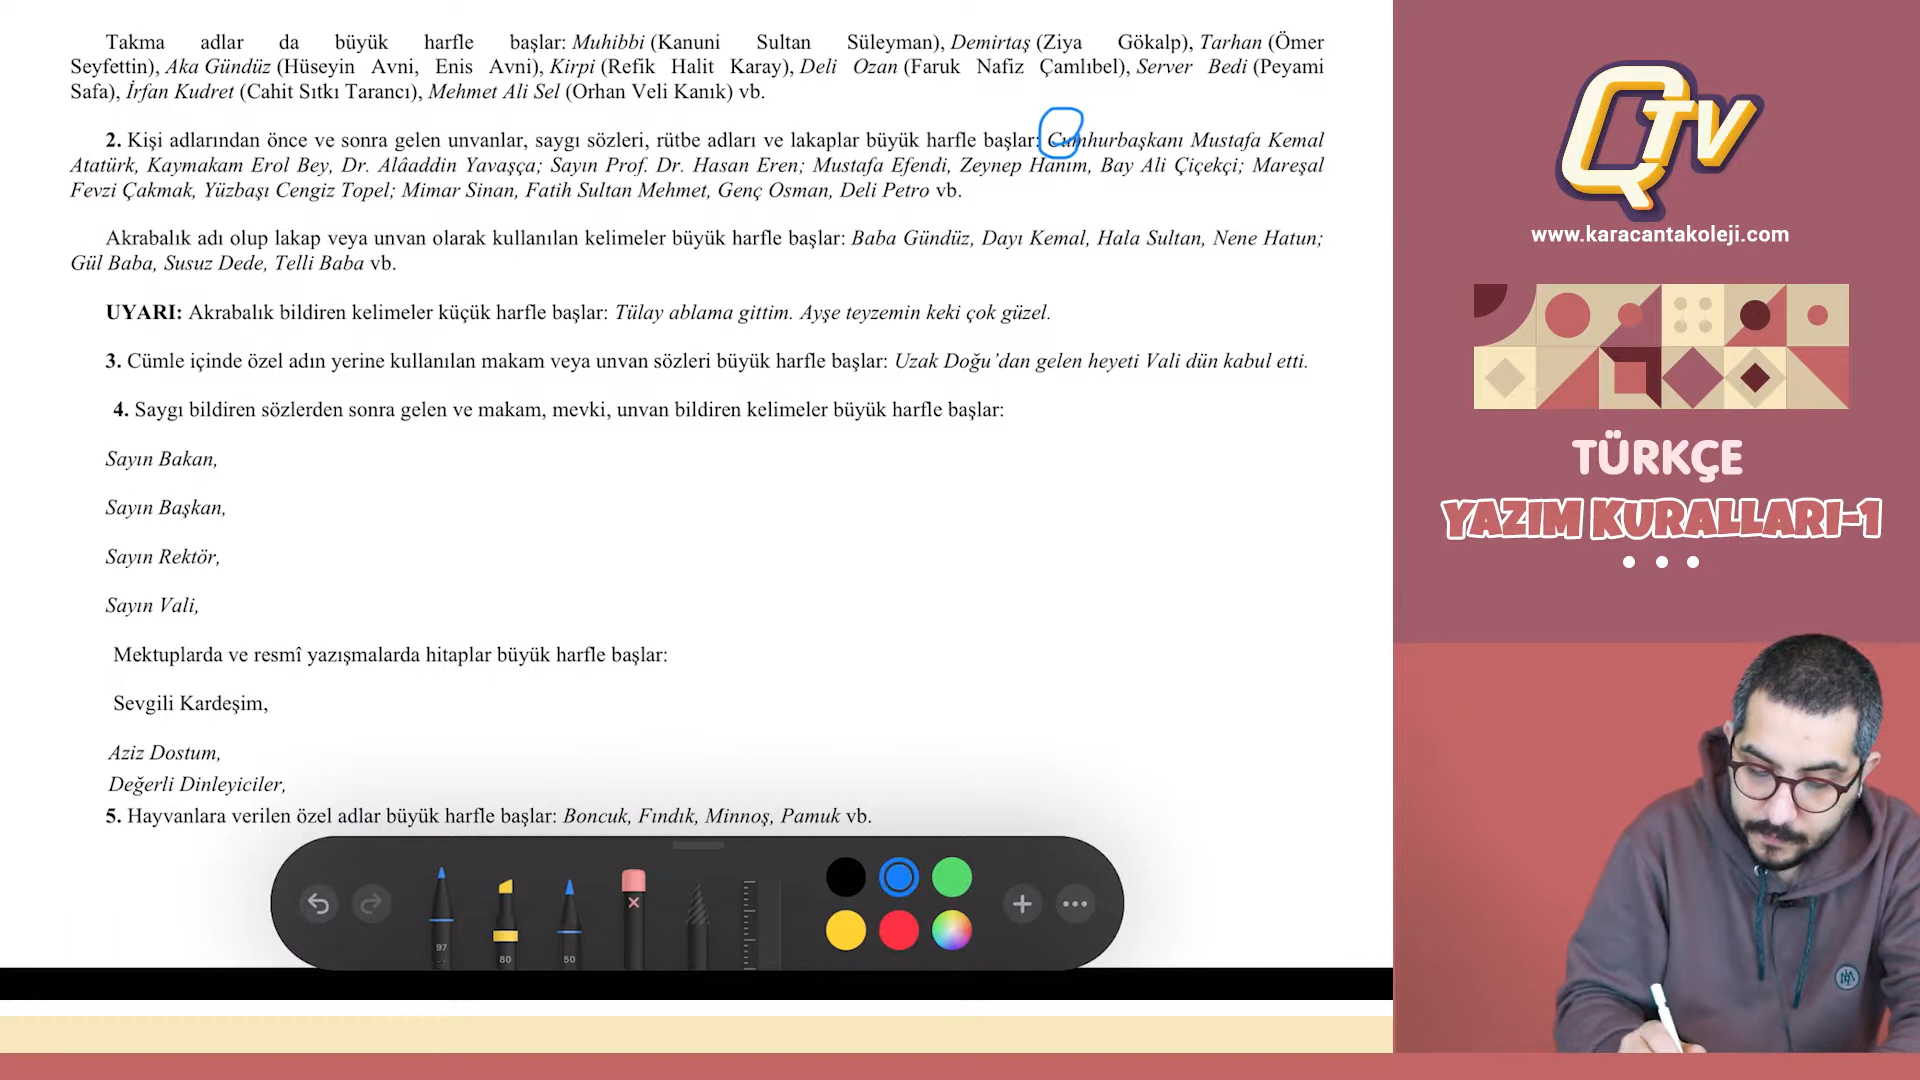 Takma adlar da büyük harfle başlar: Muhibbi (Kanuni Sultan Süleyman), Demirtaş (Ziya Gökalp), Tarhan (Ömer
Seyfettin), Aka Gündüz (Hüseyin Avni, Enis Avni), Kirpi (Refik Halit Karay), Deli Ozan (Faruk Nafiz Çamlıbel), Server Bedi (Peyami
Safa), İrfan Kudret (Cahit Sıtkı Tarancı), Mehmet Ali Sel (Orhan Veli Kanık) vb.
2. Kişi adlarından önce ve sonra gelen unvanlar, saygı sözleri, rütbe adları ve lakaplar büyük harfle başlar: Cumhurbaşkanı Mustafa Kemal
Atatürk, Kaymakam Erol Bey, Dr. Alâaddin Yavaşça; Sayın Prof. Dr. Hasan Eren; Mustafa Efendi, Zeynep Hanım, Bay Ali Çiçekçi; Mareşal
Fevzi Çakmak, Yüzbaşı Cengiz Topel; Mimar Sinan, Fatih Sultan Mehmet, Genç Osman, Deli Petro vb.
Akrabalık adı olup lakap veya unvan olarak kullanılan kelimeler büyük harfle başlar: Baba Gündüz, Dayı Kemal, Hala Sultan, Nene Hatun;
Gül Baba, Susuz Dede, Telli Baba vb.
UYARI: Akrabalık bildiren kelimeler küçük harfle başlar: Tülay ablama gittim. Ayşe teyzemin keki çok güzel.
3. Cümle içinde özel adın yerine kullanılan makam veya unvan sözleri büyük harfle başlar: Uzak Doğu’dan gelen heyeti Vali dün kabul etti.
4. Saygı bildiren sözlerden sonra gelen ve makam, mevki, unvan bildiren kelimeler büyük harfle başlar:
Sayın Bakan,
Sayın Başkan,
Sayın Rektör,
Sayın Vali,
Mektuplarda ve resmî yazışmalarda hitaplar büyük harfle başlar:
Sevgili Kardeşim,
Aziz Dostum,
Değerli Dinleyiciler,
5. Hayvanlara verilen özel adlar büyük harfle başlar: Boncuk, Fındık, Minnoş, Pamuk vb.
97
80
50
QTV
www.karacantakoleji.com
TÜRKÇE
YAZIM KURALLARI-1